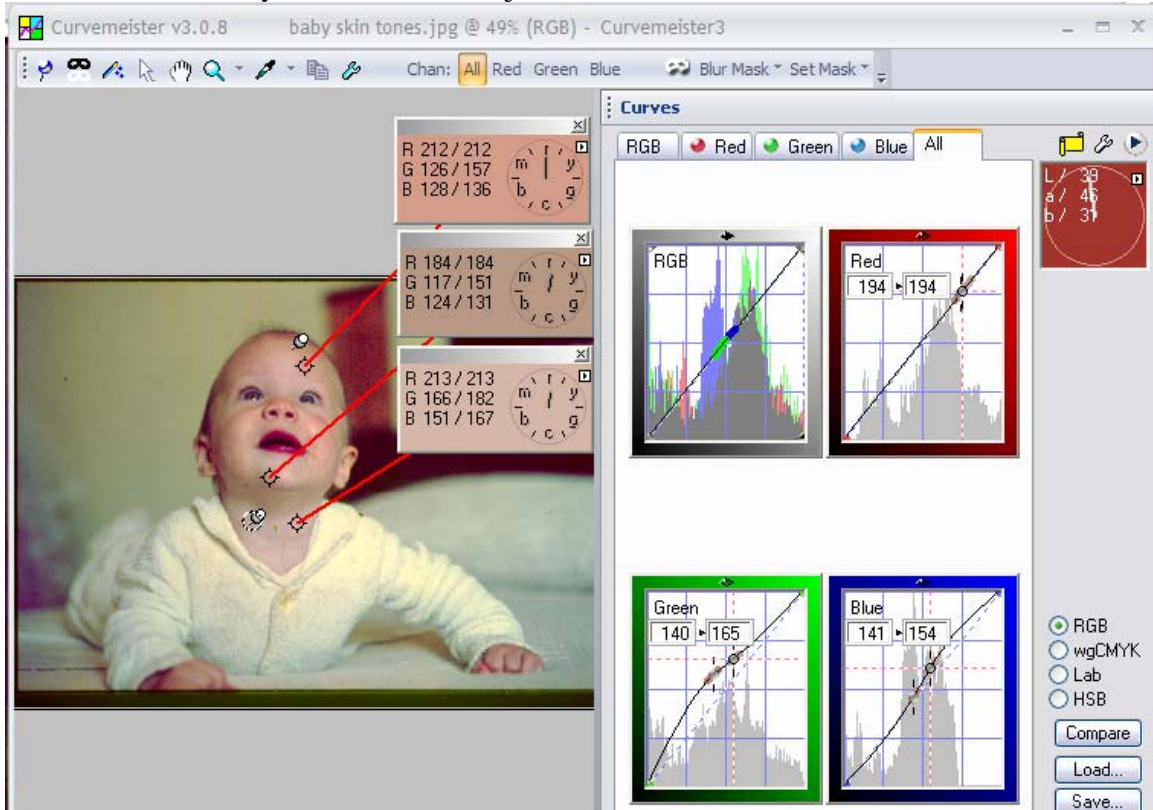 Curvemeister v3.0.8 baby skin tones.jpg @ 49% (RGB) - Curvemeister3
Chan: All Red Green Blue Blur Mask Set Mask
Curves
RGB Red Green Blue All
R 212 / 212
G 126 / 157
B 128 / 136
r
y
g
c
b
m
R 184 / 184
G 117 / 151
B 124 / 131
r
y
g
c
b
m
R 213 / 213
G 166 / 182
B 151 / 167
r
y
g
c
b
m
L / 39
a / 46
b / 31
RGB
Red
194 194
Green
140 165
Blue
141 154
RGB
wgCMYK
Lab
HSB
Compare
Load...
Save...